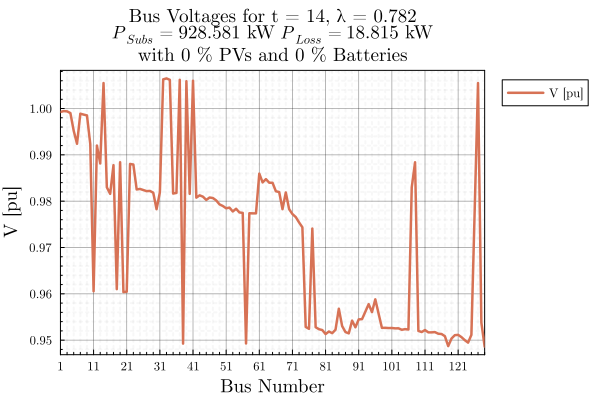 Bus Voltages for t = 14, λ = 0.782
P_Subs = 928.581 kW P_Loss = 18.815 kW
with 0 % PVs and 0 % Batteries
V [pu]
1.00
0.99
0.98
0.97
0.96
0.95
V [pu]
1 11 21 31 41 51 61 71 81 91 101 111 121
Bus Number